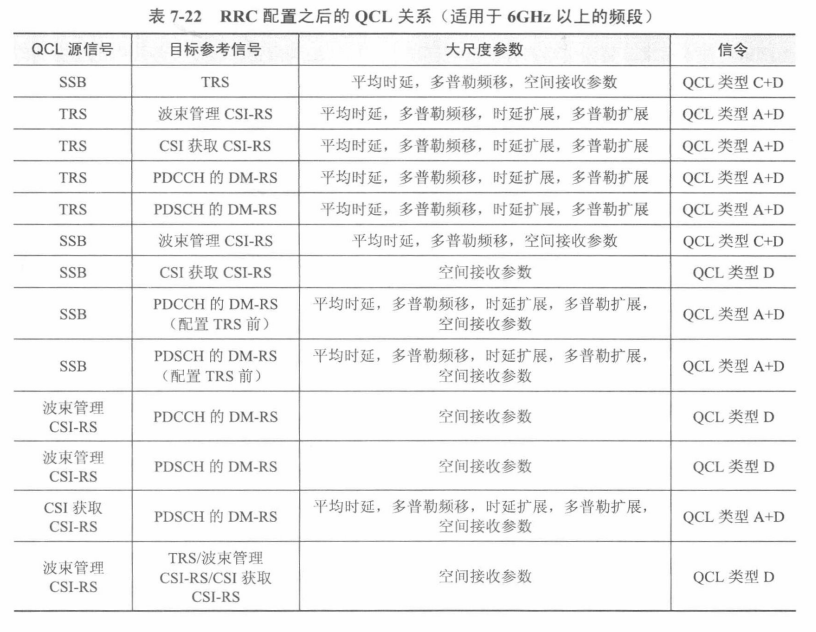 表 7-22 RRC 配置之后的 QCL 关系（适用于 6GHz 以上的频段）
QCL 源信号 目标参考信号 大尺度参数 信令
SSB TRS 平均时延，多普勒频移，空间接收参数 QCL 类型 C+D
TRS 波束管理 CSI-RS 平均时延，多普勒频移，时延扩展，多普勒扩展 QCL 类型 A+D
TRS CSI 获取 CSI-RS 平均时延，多普勒频移，时延扩展，多普勒扩展 QCL 类型 A+D
TRS PDCCH 的 DM-RS 平均时延，多普勒频移，时延扩展，多普勒扩展 QCL 类型 A+D
TRS PDSCH 的 DM-RS 平均时延，多普勒频移，时延扩展，多普勒扩展 QCL 类型 A+D
SSB 波束管理 CSI-RS 平均时延，多普勒频移，空间接收参数 QCL 类型 C+D
SSB CSI 获取 CSI-RS 空间接收参数 QCL 类型 D
SSB PDCCH 的 DM-RS
（配置 TRS 前） 平均时延，多普勒频移，时延扩展，多普勒扩展，
空间接收参数 QCL 类型 A+D
SSB PDSCH 的 DM-RS
（配置 TRS 前） 平均时延，多普勒频移，时延扩展，多普勒扩展，
空间接收参数 QCL 类型 A+D
波束管理
CSI-RS PDCCH 的 DM-RS 空间接收参数 QCL 类型 D
波束管理
CSI-RS PDSCH 的 DM-RS 空间接收参数 QCL 类型 D
CSI 获取
CSI-RS PDSCH 的 DM-RS 平均时延，多普勒频移，时延扩展，多普勒扩展，
空间接收参数 QCL 类型 A+D
波束管理
CSI-RS TRS/波束管理
CSI-RS/CSI 获取
CSI-RS 空间接收参数 QCL 类型 D